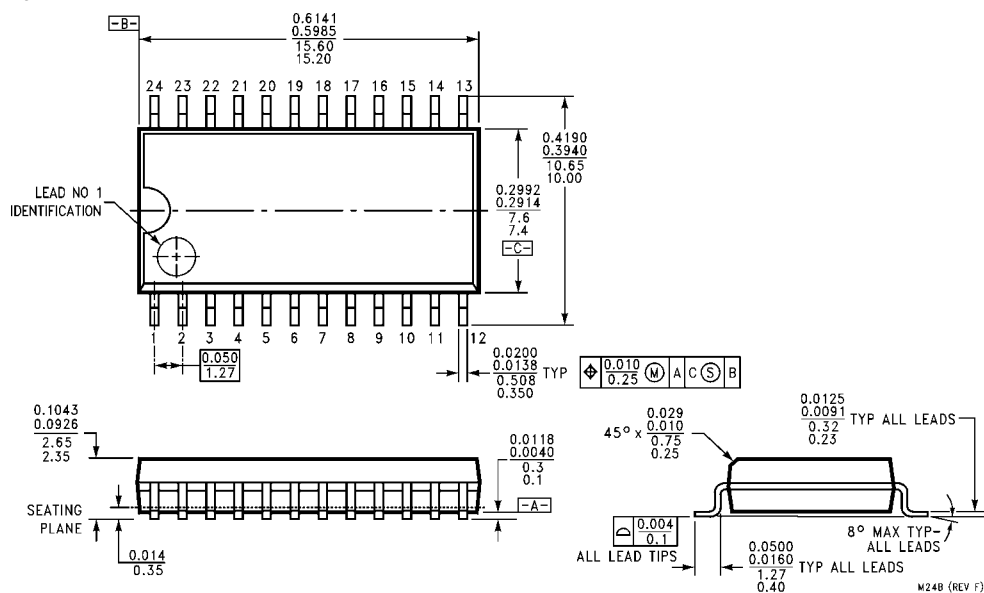 -B-
0.6141
0.5985
15.60
15.20
24 23 22 21 20 19 18 17 16 15 14 13
LEAD NO 1
IDENTIFICATION
0.2992
0.2914
7.6
7.4
-C-
0.4190
0.3940
10.65
10.00
1 2 3 4 5 6 7 8 9 10 11 12
0.050
1.27
0.0200
0.0138
0.508
0.350
TYP
⌖ 0.010 0.25 Ⓜ A C Ⓢ B
0.1043
0.0926
2.65
2.35
SEATING
PLANE
0.014
0.35
0.0118
0.0040
0.3
0.1
-A-
45° x
0.029
0.010
0.75
0.25
0.0125
0.0091
0.32
0.23
TYP ALL LEADS
0.004
0.1
ALL LEAD TIPS
0.0500
0.0160
1.27
0.40
TYP ALL LEADS
8° MAX TYP-
ALL LEADS
M24B (REV F)